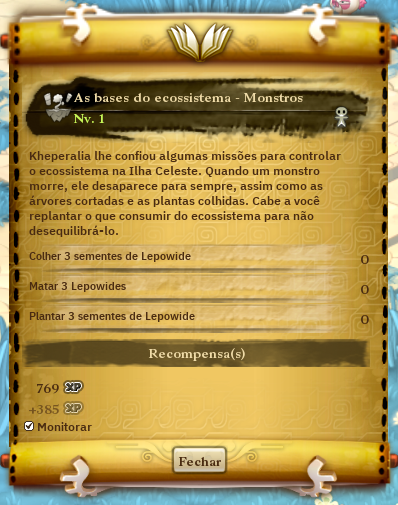 As bases do ecossistema - Monstros
Nv. 1
Kheperalia lhe confiou algumas missões para controlar
o ecossistema na Ilha Celeste. Quando um monstro
morre, ele desaparece para sempre, assim como as
árvores cortadas e as plantas colhidas. Cabe a você
replantar o que consumir do ecossistema para não
desequilibrá-lo.
Colher 3 sementes de Lepowide 0
Matar 3 Lepowides 0
Plantar 3 sementes de Lepowide 0
Recompensa(s)
769 XP
+385 XP
Monitorar
Fechar